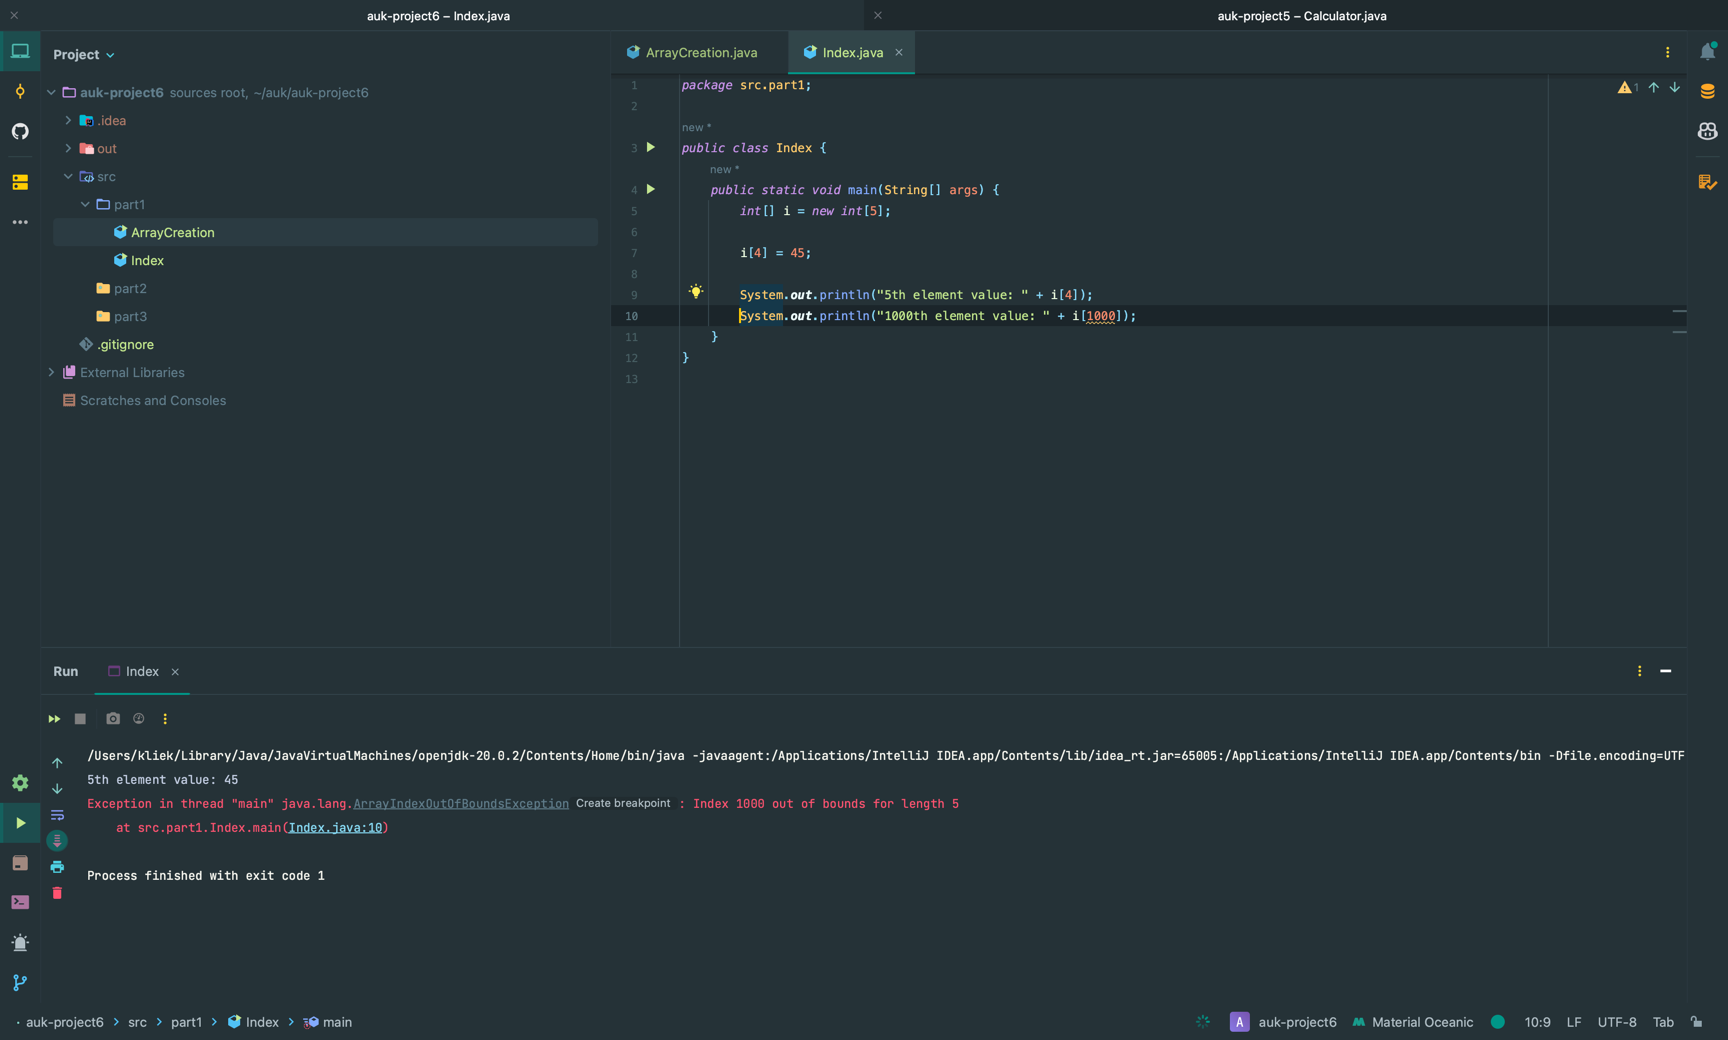 auk-project6 – Index.java
auk-project5 – Calculator.java
Project
auk-project6 sources root, ~/auk/auk-project6
.idea
out
src
part1
ArrayCreation
Index
part2
part3
.gitignore
External Libraries
Scratches and Consoles
ArrayCreation.java
Index.java
1
1 package src.part1;
2
new *
3 public class Index {
new *
4 public static void main(String[] args) {
5 int[] i = new int[5];
6
7 i[4] = 45;
8
9 System.out.println("5th element value: " + i[4]);
10 System.out.println("1000th element value: " + i[1000]);
11 }
12 }
13
Run
Index
/Users/kliek/Library/Java/JavaVirtualMachines/openjdk-20.0.2/Contents/Home/bin/java -javaagent:/Applications/IntelliJ IDEA.app/Contents/lib/idea_rt.jar=65005:/Applications/IntelliJ IDEA.app/Contents/bin -Dfile.encoding=UTF
5th element value: 45
Exception in thread "main" java.lang.ArrayIndexOutOfBoundsException Create breakpoint : Index 1000 out of bounds for length 5
at src.part1.Index.main(Index.java:10)
Process finished with exit code 1
auk-project6 > src > part1 > Index > main
A auk-project6 Material Oceanic 10:9 LF UTF-8 Tab